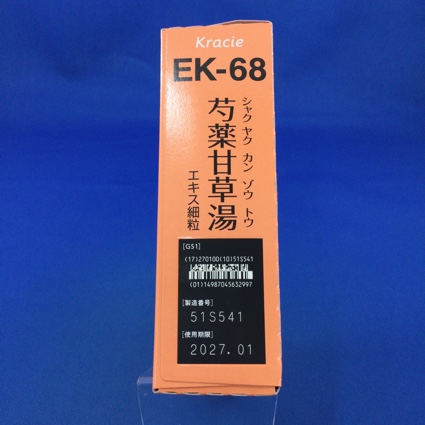 Kracie
EK-68
芍薬甘草湯
シャク ヤク カン ゾウ トウ
エキス細粒
[GS1]
(17)270100(10)51S541
(01)14987045632997
[製造番号]
51S541
[使用期限]
2027.01